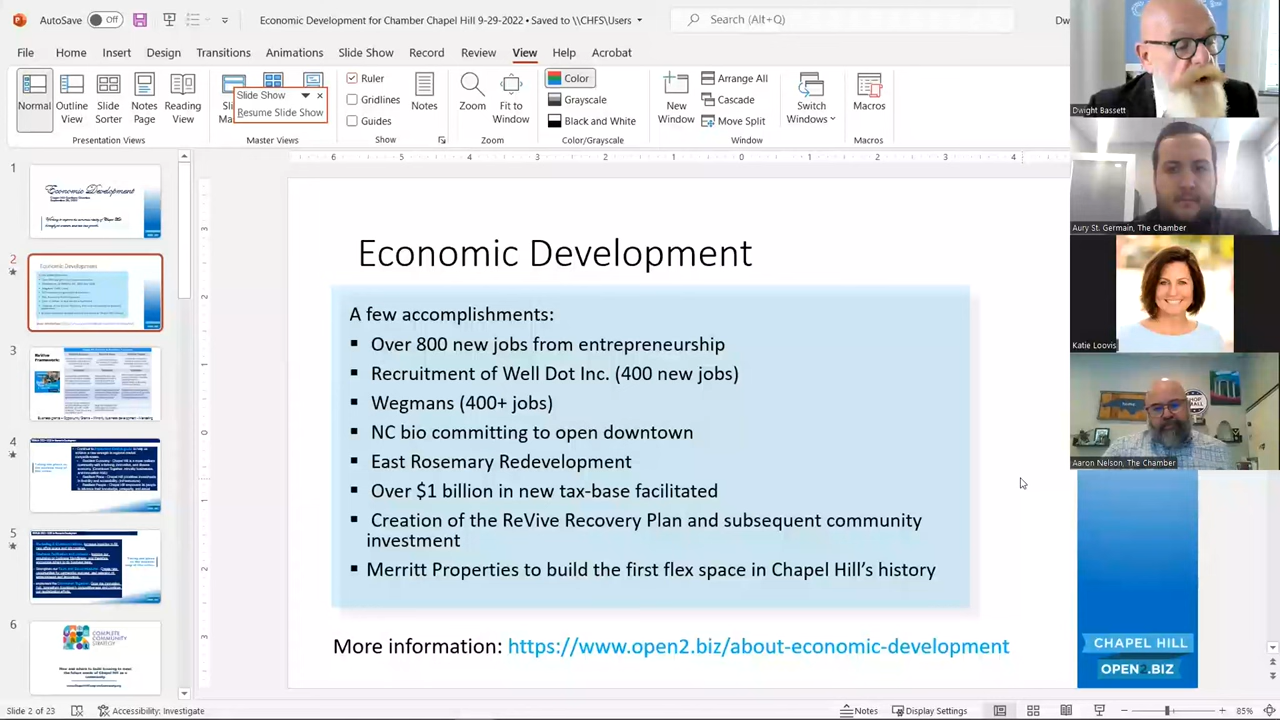 AutoSave Off
Economic Development for Chamber Chapel Hill 9-29-2022 • Saved to \\CHFS\Users
Search (Alt+Q)
File Home Insert Design Transitions Animations Slide Show Record Review View Help Acrobat
Normal
Outline View
Slide Sorter
Notes Page
Reading View
Presentation Views
Slide Show
Resume Slide Show
Master Views
Ruler
Gridlines
Show
Notes
Zoom
Fit to Window
Zoom
Color
Grayscale
Black and White
Color/Grayscale
New Window
Arrange All
Cascade
Move Split
Window
Switch Windows
Macros
Macros
Dwight Bassett
Aury St. Germain, The Chamber
Katie Loovis
Aaron Nelson, The Chamber
1
Economic Development
2
Economic Development
3
4
5
6
COMPLETE
COMMUNITY
STRATEGY
Economic Development
A few accomplishments:
Over 800 new jobs from entrepreneurship
Recruitment of Well Dot Inc. (400 new jobs)
Wegmans (400+ jobs)
▪ NC bio committing to open downtown
East Rosemary Redevelopment
Over $1 billion in new tax-base facilitated
▪ Creation of the ReVive Recovery Plan and subsequent community
investment
build the first flex space in
More information: https://www.open2.biz/about-economic-development
CHAPEL HILL
OPEN2.BIZ
Slide 2 of 23
Accessibility: Investigate
Notes
Display Settings
85%